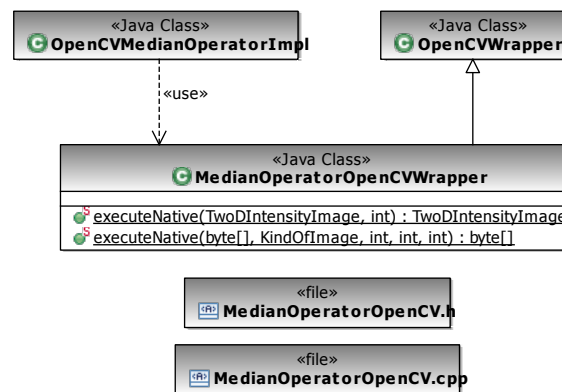 «Java Class»
OpenCVMedianOperatorImpl
«Java Class»
OpenCVWrapper
«use»
«Java Class»
MedianOperatorOpenCVWrapper
executeNative(TwoDIntensityImage, int) : TwoDIntensityImage
executeNative(byte[], KindOfImage, int, int, int) : byte[]
«file»
MedianOperatorOpenCV.h
«file»
MedianOperatorOpenCV.cpp